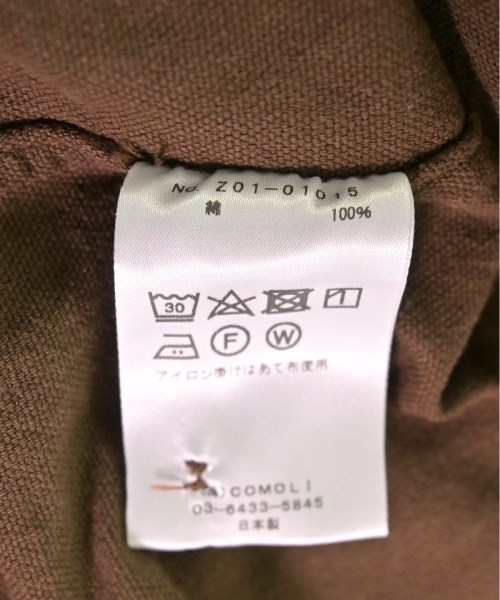 No. Z01-01015
綿 100%
30
F W
アイロン掛けはあて布使用
(株)COMOLI
03-6433-5845
日本製